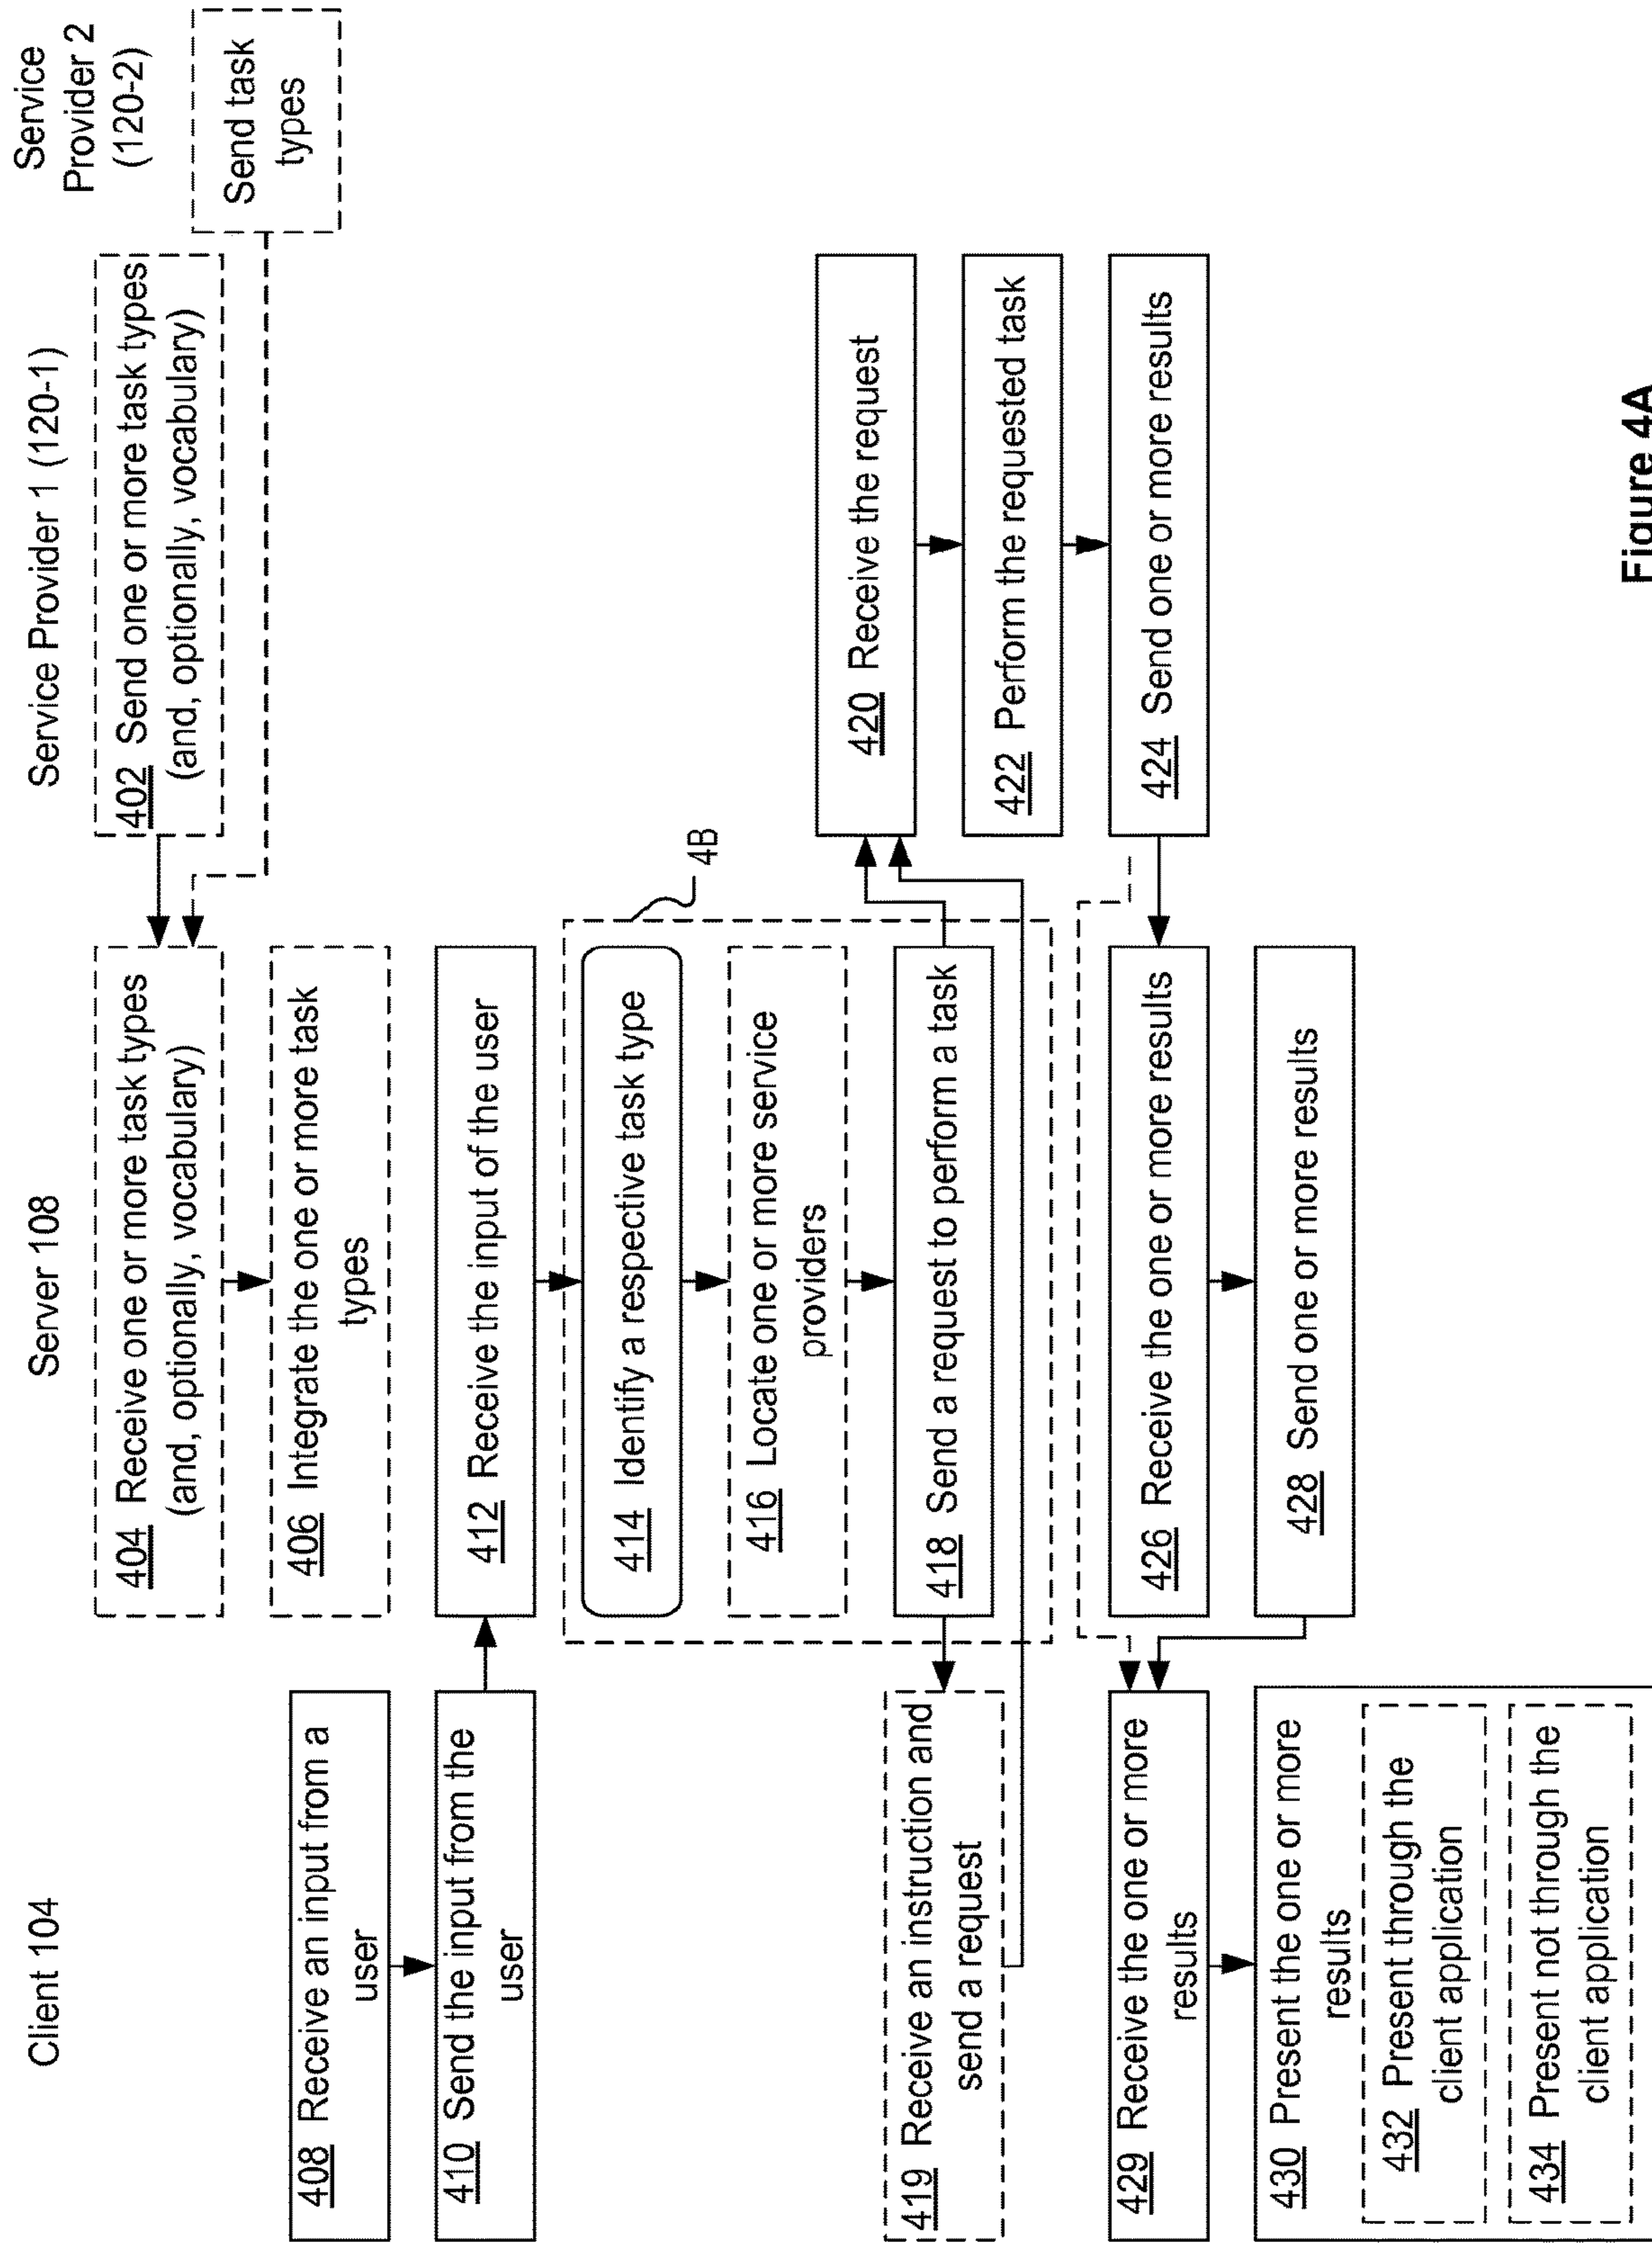 Client 104
Server 108
Service Provider 1 (120-1)
Service
Provider 2
(120-2)
402 Send one or more task types
(and, optionally, vocabulary)
Send task
types
404 Receive one or more task types
(and, optionally, vocabulary)
406 Integrate the one or more task
types
408 Receive an input from a
user
410 Send the input from the
user
412 Receive the input of the user
4B
414 Identify a respective task type
416 Locate one or more service
providers
418 Send a request to perform a task
419 Receive an instruction and
send a request
420 Receive the request
422 Perform the requested task
424 Send one or more results
426 Receive the one or more results
428 Send one or more results
429 Receive the one or more
results
430 Present the one or more
results
432 Present through the
client application
434 Present not through the
client application
Figure 4A